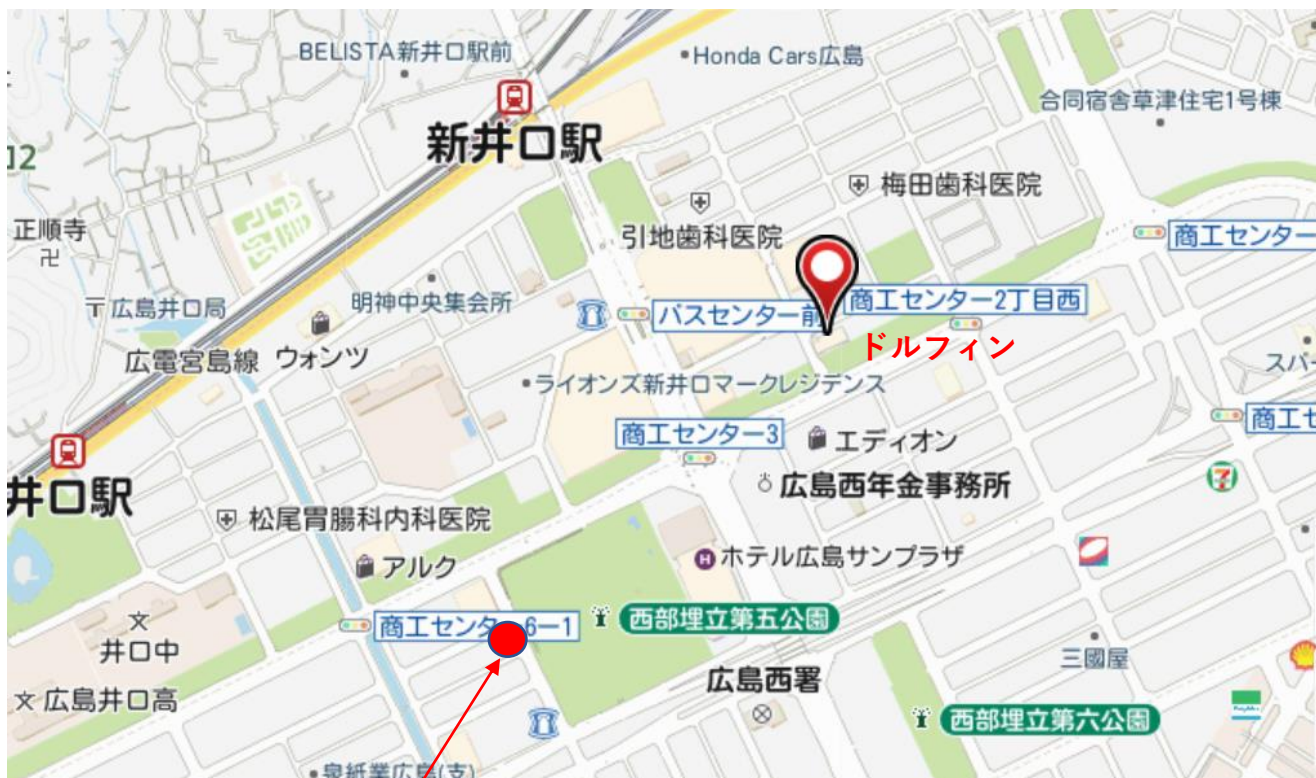 BELISTA新井口駅前
Honda Cars広島
合同宿舎草津住宅1号棟
新井口駅
12
梅田歯科医院
正順寺
引地歯科医院
商工センター
〒広島井口局
明神中央集会所
バスセンター前
商工センター2丁目西
ドルフィン
広電宮島線
ウォンツ
スパー
ライオンズ新井口マークレジデンス
商工セ
商工センター3
エディオン
井口駅
広島西年金事務所
松尾胃腸科内科医院
ホテル広島サンプラザ
アルク
商工センター6-1
西部埋立第五公園
井口中
三國屋
広島西署
広島井口高
西部埋立第六公園
泉紙業広島(支)